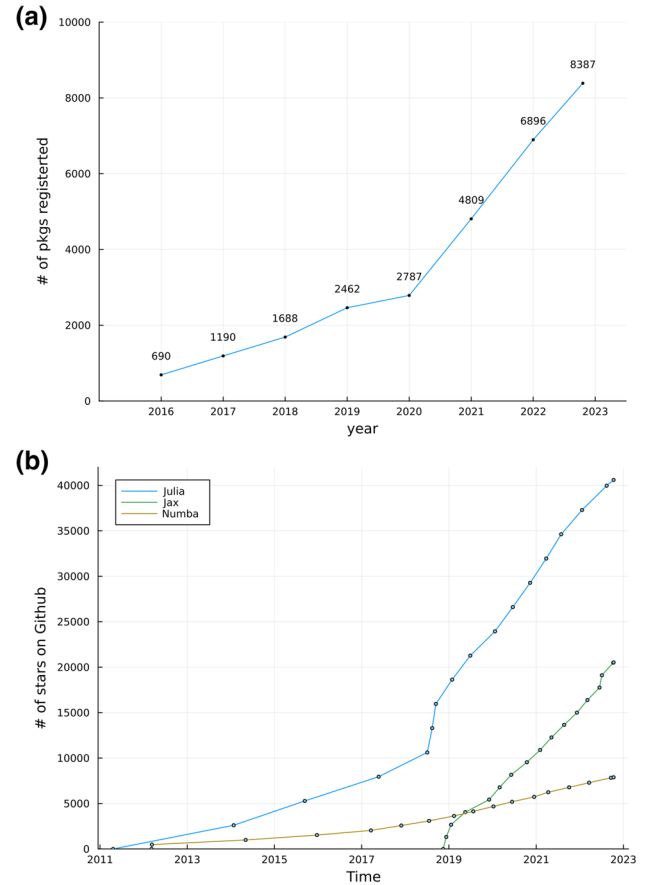 (a)
10000
8000
6000
4000
2000
0
# of pkgs registerted
690
1190
1688
2462
2787
4809
6896
8387
2016 2017 2018 2019 2020 2021 2022 2023
year
(b)
40000
35000
30000
25000
20000
15000
10000
5000
0
# of stars on Github
Julia
Jax
Numba
2011 2013 2015 2017 2019 2021 2023
Time